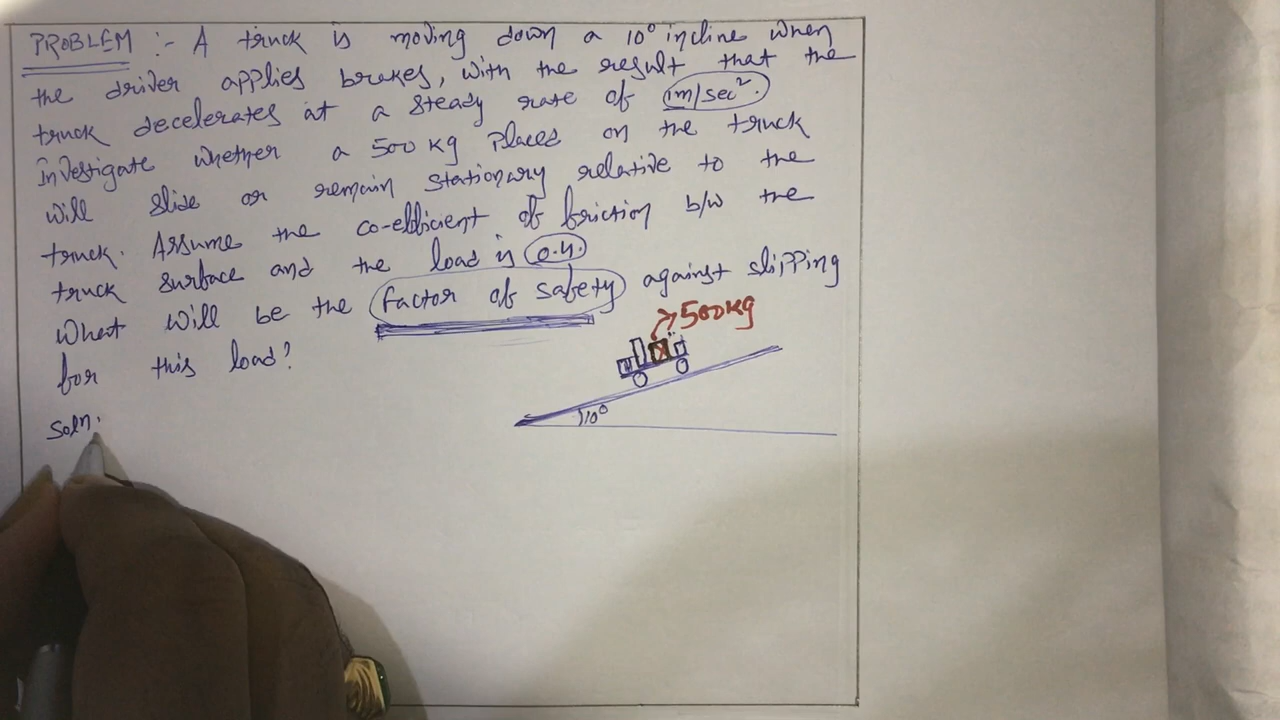 PROBLEM :- A truck is moving down a 10° incline when
the driver applies brakes, with the result that the
truck decelerates at a steady rate of 1m/sec².
Investigate whether a 500 kg places on the truck
will slide or remain stationary relative to the
truck. Assume the co-efficient of friction b/w the
truck surface and the load is 0.4.
What will be the factor of safety against slipping
for this load?
500kg
10°
Soln: